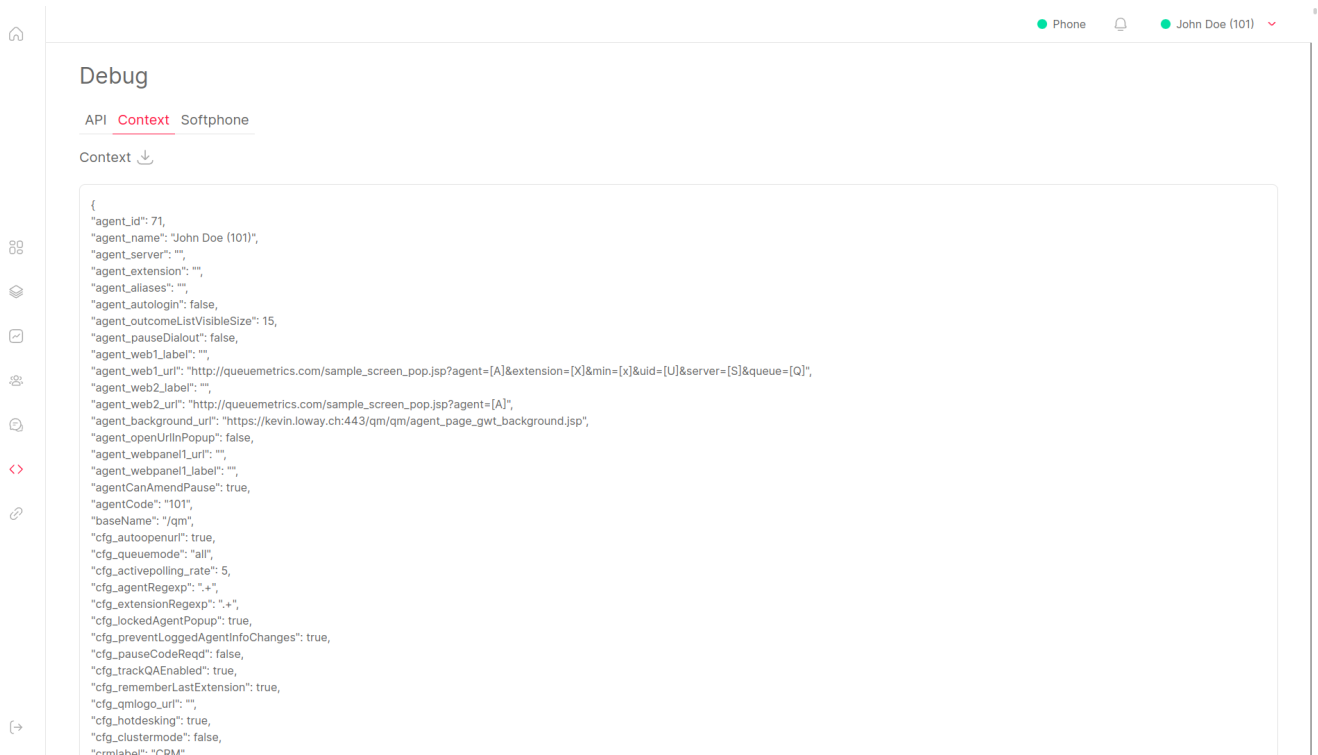 Phone
John Doe (101)
Debug
API Context Softphone
Context
{
"agent_id": 71,
"agent_name": "John Doe (101)",
"agent_server": "",
"agent_extension": "",
"agent_aliases": "",
"agent_autologin": false,
"agent_outcomeListVisibleSize": 15,
"agent_pauseDialout": false,
"agent_web1_label": "",
"agent_web1_url": "http://queuemetrics.com/sample_screen_pop.jsp?agent=[A]&extension=[X]&min=[x]&uid=[U]&server=[S]&queue=[Q]",
"agent_web2_label": "",
"agent_web2_url": "http://queuemetrics.com/sample_screen_pop.jsp?agent=[A]",
"agent_background_url": "https://kevin.loway.ch:443/qm/qm/agent_page_gwt_background.jsp",
"agent_openUrlInPopup": false,
"agent_webpanel1_url": "",
"agent_webpanel1_label": "",
"agentCanAmendPause": true,
"agentCode": "101",
"baseName": "/qm",
"cfg_autoopenurl": true,
"cfg_queuemode": "all",
"cfg_activepolling_rate": 5,
"cfg_agentRegexp": ".+",
"cfg_extensionRegexp": ".+",
"cfg_lockedAgentPopup": true,
"cfg_preventLoggedAgentInfoChanges": true,
"cfg_pauseCodeReqd": false,
"cfg_trackQAEnabled": true,
"cfg_rememberLastExtension": true,
"cfg_qmlogo_url": "",
"cfg_hotdesking": true,
"cfg_clustermode": false,
"crmlabel": "CRM"